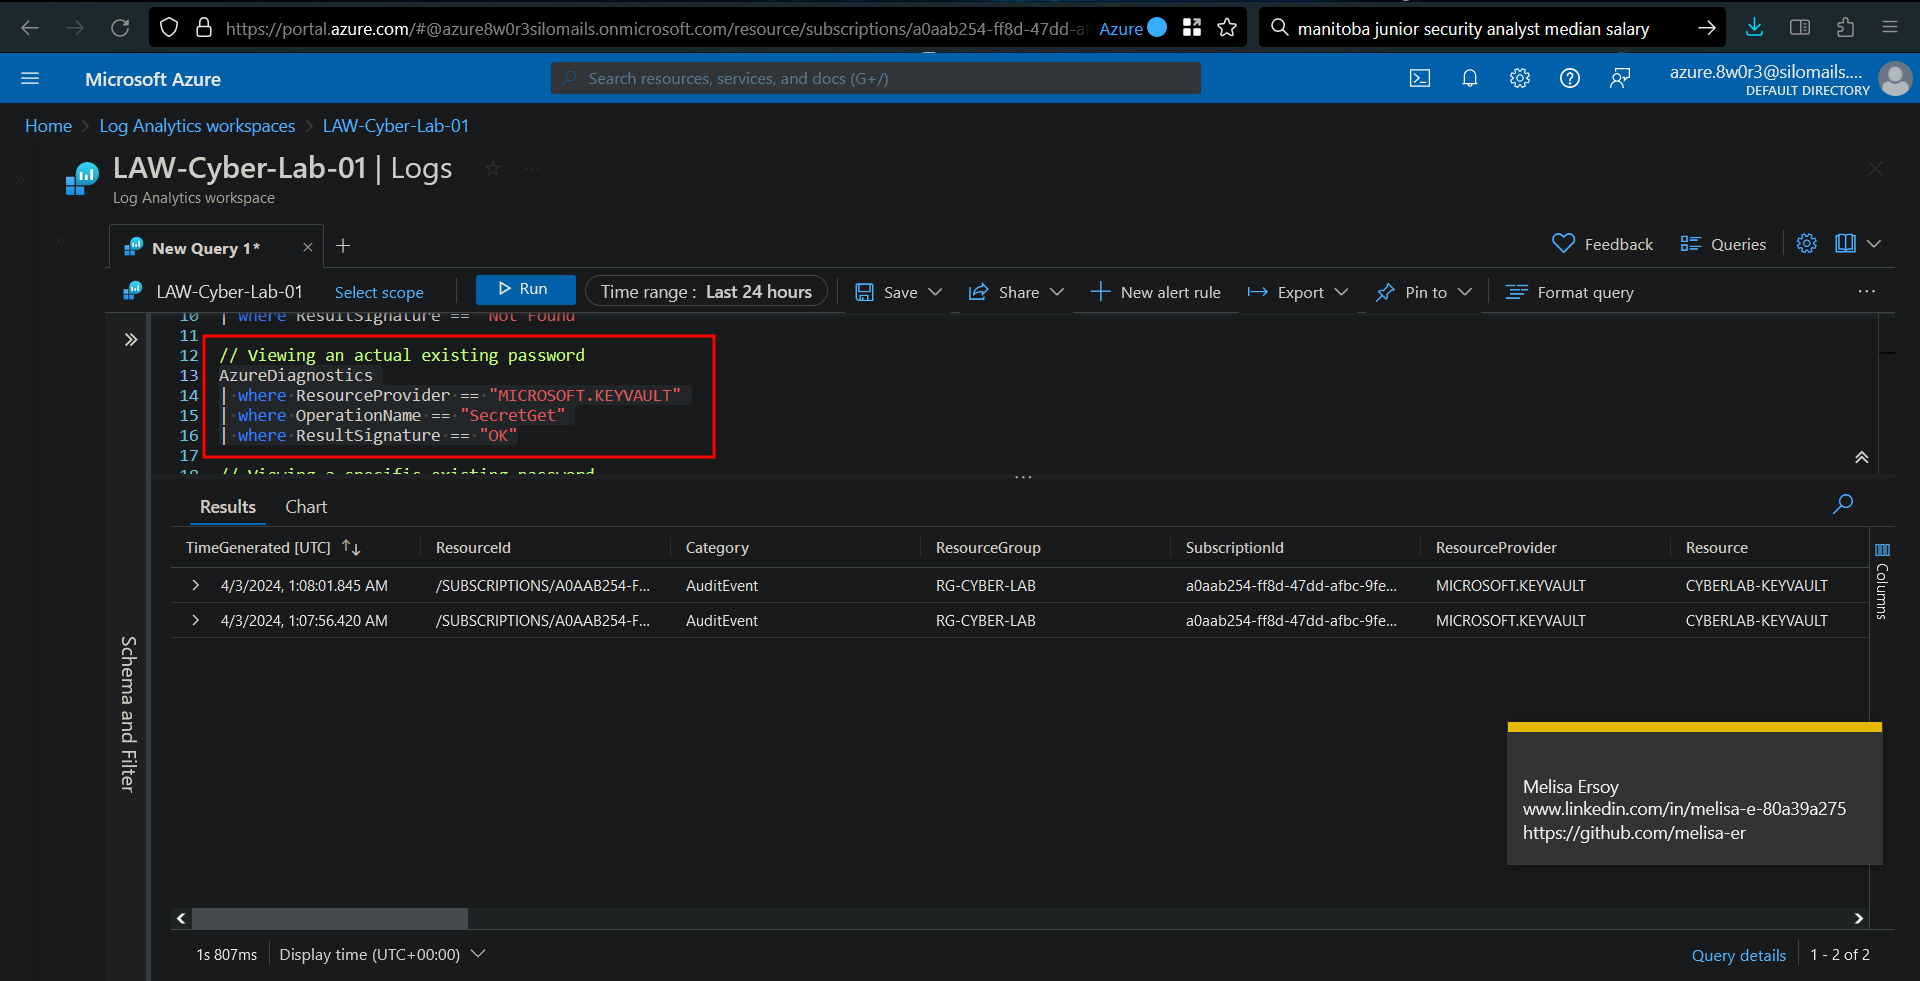 https://portal.azure.com/#@azure8w0r3silomails.onmicrosoft.com/resource/subscriptions/a0aab254-ff8d-47dd-af
Azure
manitoba junior security analyst median salary
Microsoft Azure
Search resources, services, and docs (G+/)
azure.8w0r3@silomails....
DEFAULT DIRECTORY
Home > Log Analytics workspaces > LAW-Cyber-Lab-01
LAW-Cyber-Lab-01 | Logs
Log Analytics workspace
New Query 1*
Feedback
Queries
LAW-Cyber-Lab-01
Select scope
Run
Time range : Last 24 hours
Save
Share
New alert rule
Export
Pin to
Format query
10 | where ResultSignature == "Not Found"
11
12 // Viewing an actual existing password
13 AzureDiagnostics
14 | where ResourceProvider == "MICROSOFT.KEYVAULT"
15 | where OperationName == "SecretGet"
16 | where ResultSignature == "OK"
17
18 // Viewing a specific existing password
Schema and Filter
Results
Chart
TimeGenerated [UTC] ResourceId Category ResourceGroup SubscriptionId ResourceProvider Resource
4/3/2024, 1:08:01.845 AM /SUBSCRIPTIONS/A0AAB254-F... AuditEvent RG-CYBER-LAB a0aab254-ff8d-47dd-afbc-9fe... MICROSOFT.KEYVAULT CYBERLAB-KEYVAULT
4/3/2024, 1:07:56.420 AM /SUBSCRIPTIONS/A0AAB254-F... AuditEvent RG-CYBER-LAB a0aab254-ff8d-47dd-afbc-9fe... MICROSOFT.KEYVAULT CYBERLAB-KEYVAULT
Columns
Melisa Ersoy
www.linkedin.com/in/melisa-e-80a39a275
https://github.com/melisa-er
1s 807ms
Display time (UTC+00:00)
Query details
1 - 2 of 2